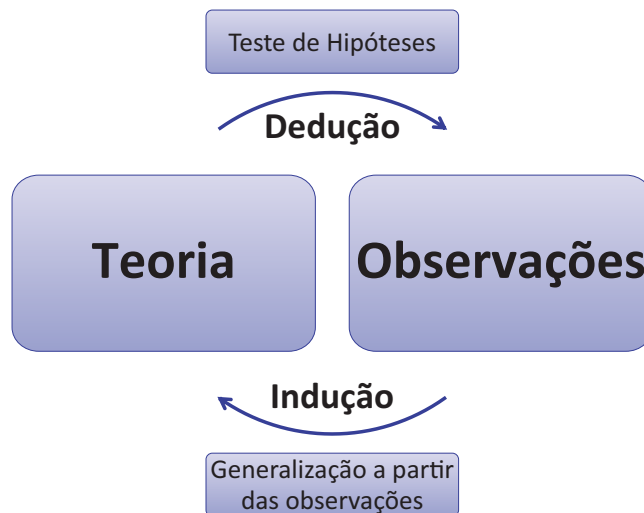 Teste de Hipóteses
Dedução
Teoria
Observações
Indução
Generalização a partir
das observações